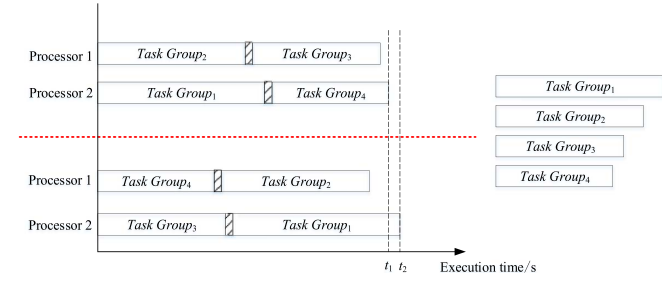 Processor 1 Task Group₂ Task Group₃
Processor 2 Task Group₁ Task Group₄
Processor 1 Task Group₄ Task Group₂
Processor 2 Task Group₃ Task Group₁
t₁ t₂ Execution time/s
Task Group₁
Task Group₂
Task Group₃
Task Group₄